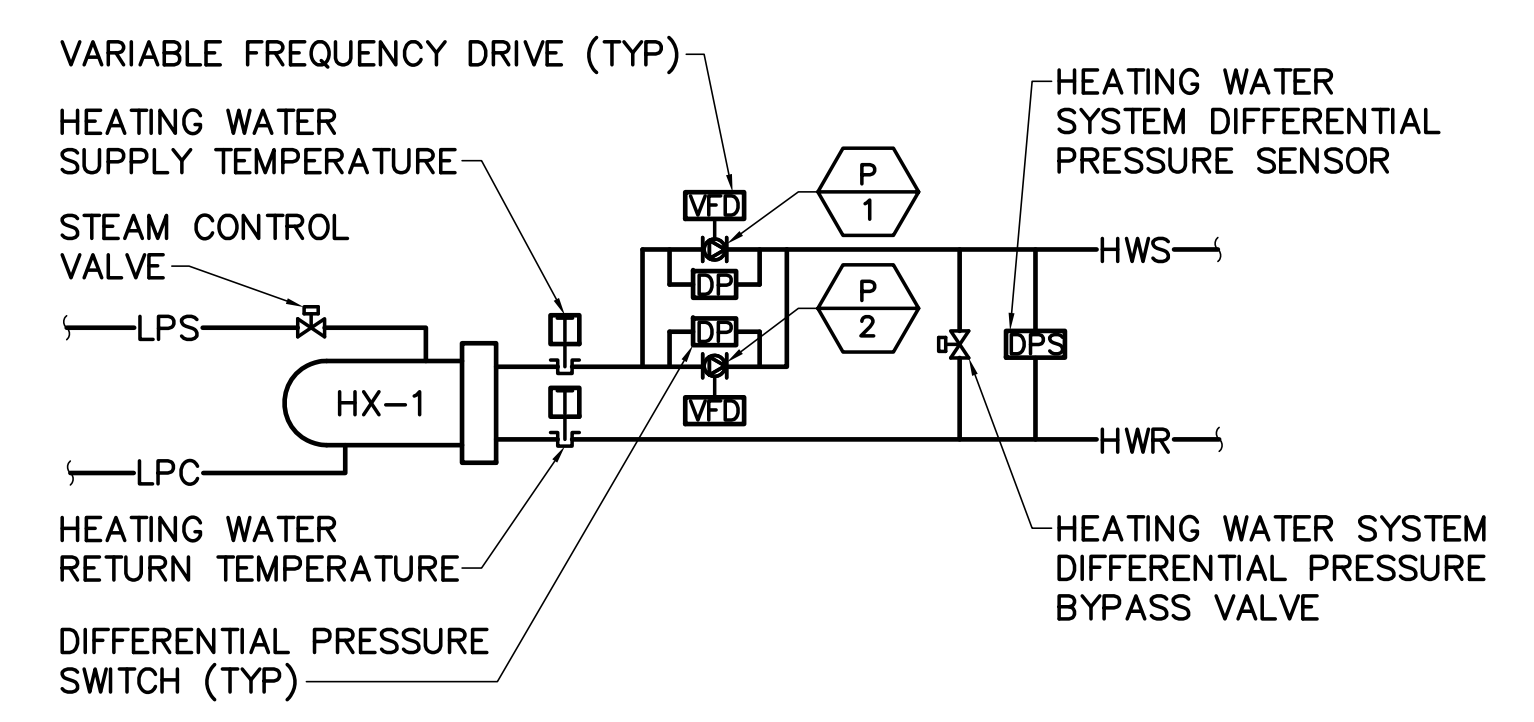 VARIABLE FREQUENCY DRIVE (TYP)
HEATING WATER
SUPPLY TEMPERATURE
STEAM CONTROL
VALVE
HEATING WATER
SYSTEM DIFFERENTIAL
PRESSURE SENSOR
P
1
VFD
HWS
DP
P
2
LPS
DP
DPS
HX-1
VFD
HWR
LPC
HEATING WATER
RETURN TEMPERATURE
DIFFERENTIAL PRESSURE
SWITCH (TYP)
HEATING WATER SYSTEM
DIFFERENTIAL PRESSURE
BYPASS VALVE